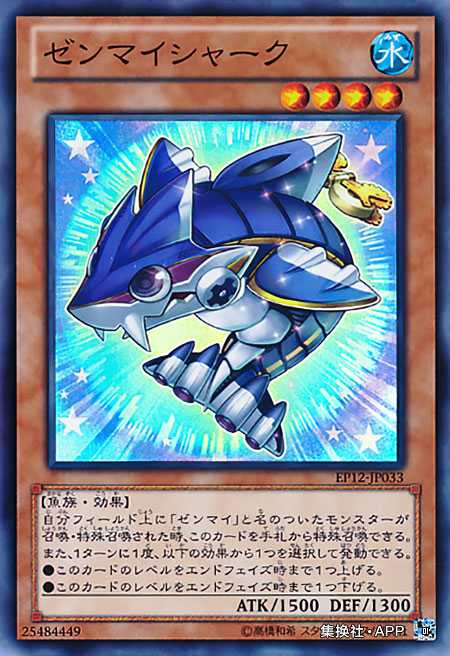 ゼンマイシャーク
水
EP12-JP033
【魚族・効果】
自分フィールド上に「ゼンマイ」と名のついたモンスターが
召喚・特殊召喚された時、このカードを手札から特殊召喚できる。
また、1ターンに1度、以下の効果から1つを選択して発動できる。
●このカードのレベルをエンドフェイズ時まで1つ上げる。
●このカードのレベルをエンドフェイズ時まで1つ下げる。
ATK/1500 DEF/1300
25484449 ©高橋和希 スタ 集英社・APP